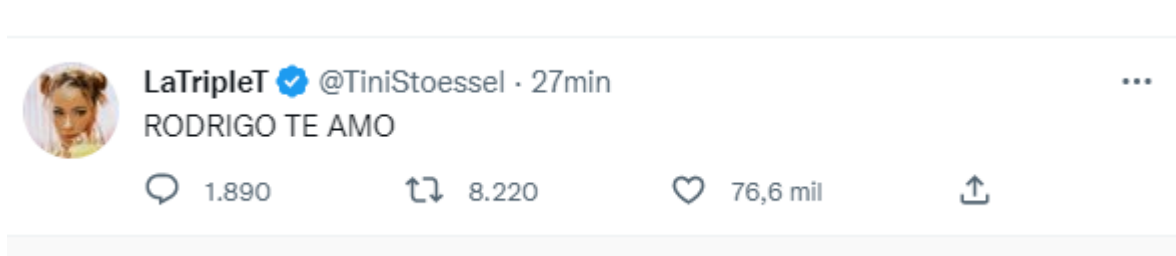 LaTripleT @TiniStoessel · 27min
RODRIGO TE AMO
1.890 8.220 76,6 mil